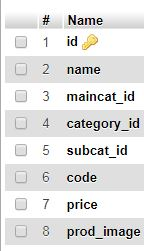 # Name
1 id
2 name
3 maincat_id
4 category_id
5 subcat_id
6 code
7 price
8 prod_image